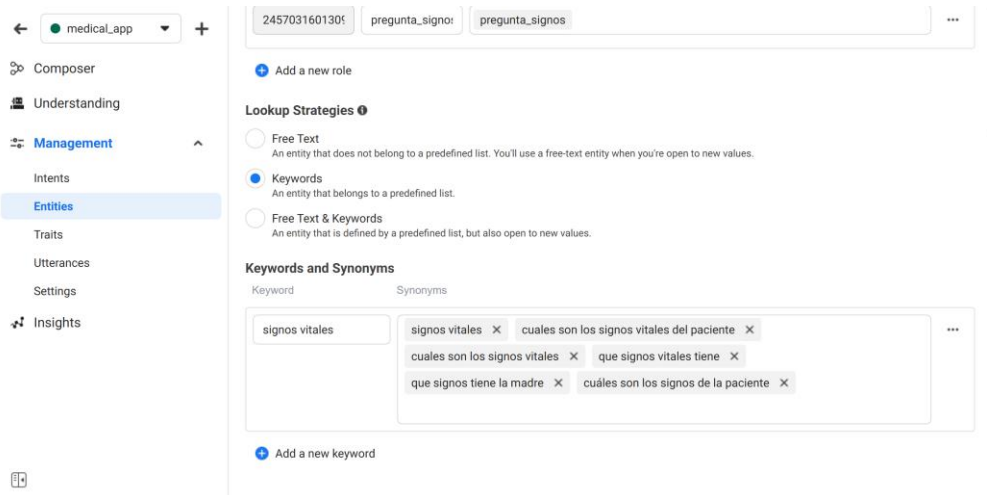 medical_app
Composer
Understanding
Management
Intents
Entities
Traits
Utterances
Settings
Insights
245703160130 pregunta_signo pregunta_signos
Add a new role
Lookup Strategies
Free Text
An entity that does not belong to a predefined list. You'll use a free-text entity when you're open to new values.
Keywords
An entity that belongs to a predefined list.
Free Text & Keywords
An entity that is defined by a predefined list, but also open to new values.
Keywords and Synonyms
Keyword Synonyms
signos vitales
signos vitales cuales son los signos vitales del paciente
cuales son los signos vitales que signos vitales tiene
que signos tiene la madre cuáles son los signos de la paciente
Add a new keyword